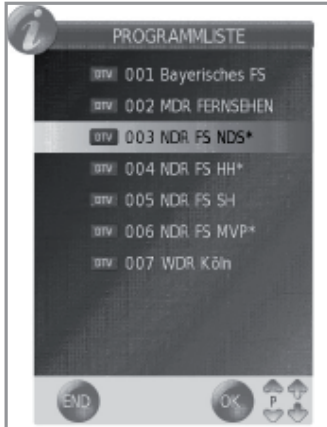 i
PROGRAMMLISTE
DTV 001 Bayerisches FS
DTV 002 MDR FERNSEHEN
DTV 003 NDR FS NDS*
DTV 004 NDR FS HH*
DTV 005 NDR FS SH
DTV 006 NDR FS MVP*
DTV 007 WDR Köln
END OK P